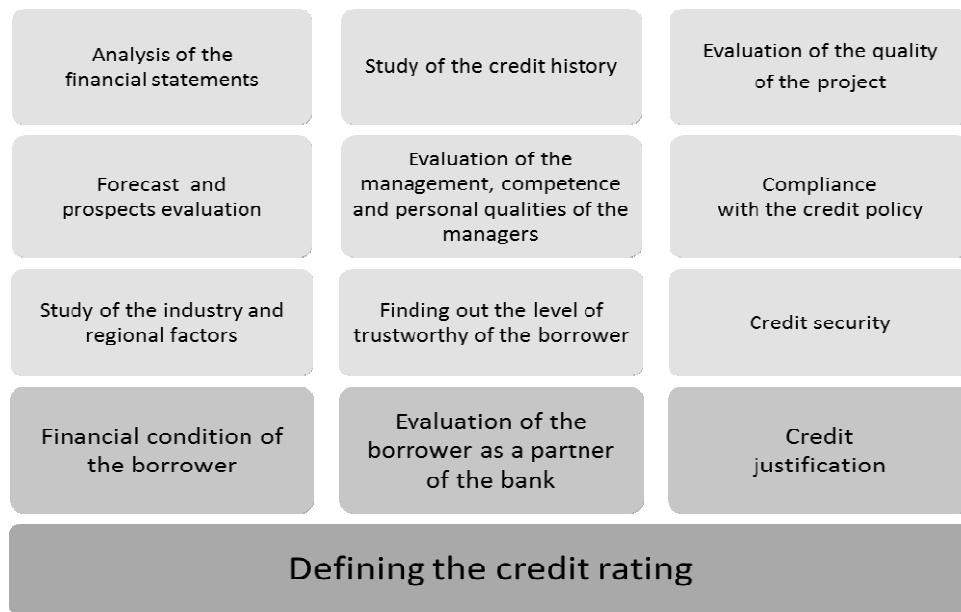 Analysis of the
financial statements
Study of the credit history
Evaluation of the quality
of the project
Forecast and
prospects evaluation
Evaluation of the
management, competence
and personal qualities of the
managers
Compliance
with the credit policy
Study of the industry and
regional factors
Finding out the level of
trustworthy of the borrower
Credit security
Financial condition of
the borrower
Evaluation of the
borrower as a partner
of the bank
Credit
justification
Defining the credit rating